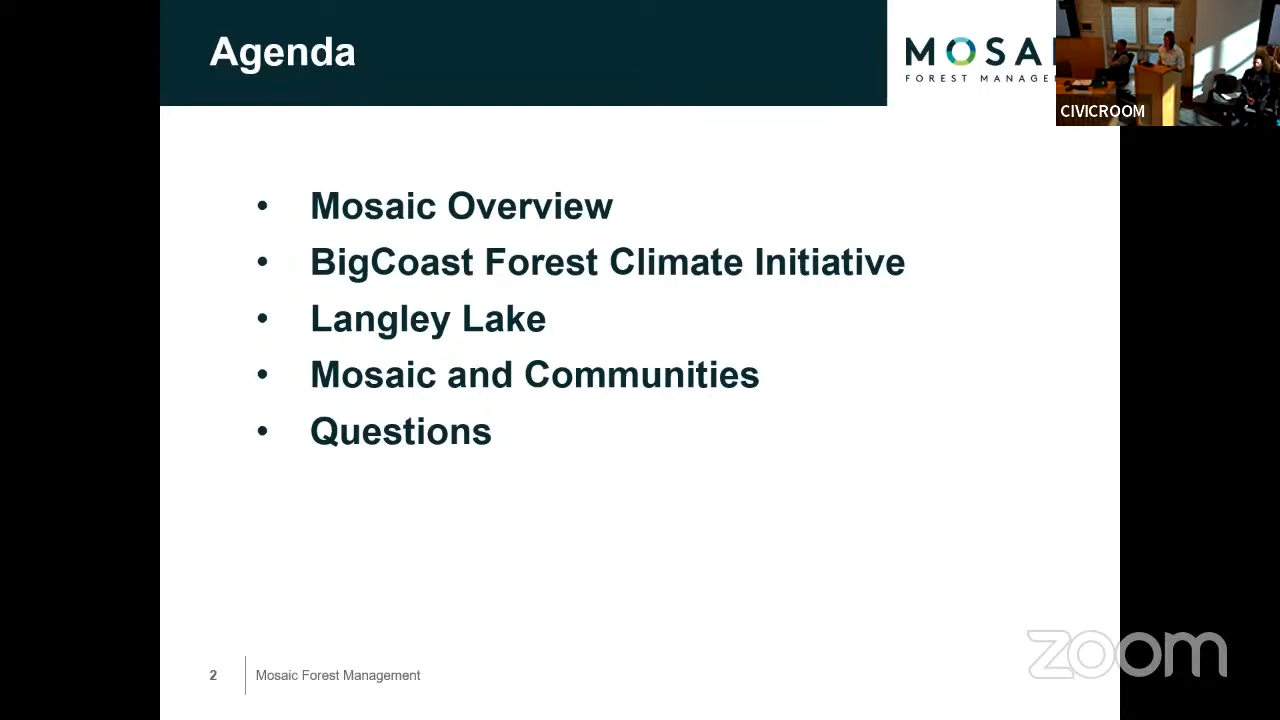 Agenda
MOSAI
FOREST MANAGE
CIVICROOM
• Mosaic Overview
• BigCoast Forest Climate Initiative
• Langley Lake
• Mosaic and Communities
• Questions
2 Mosaic Forest Management
zoom